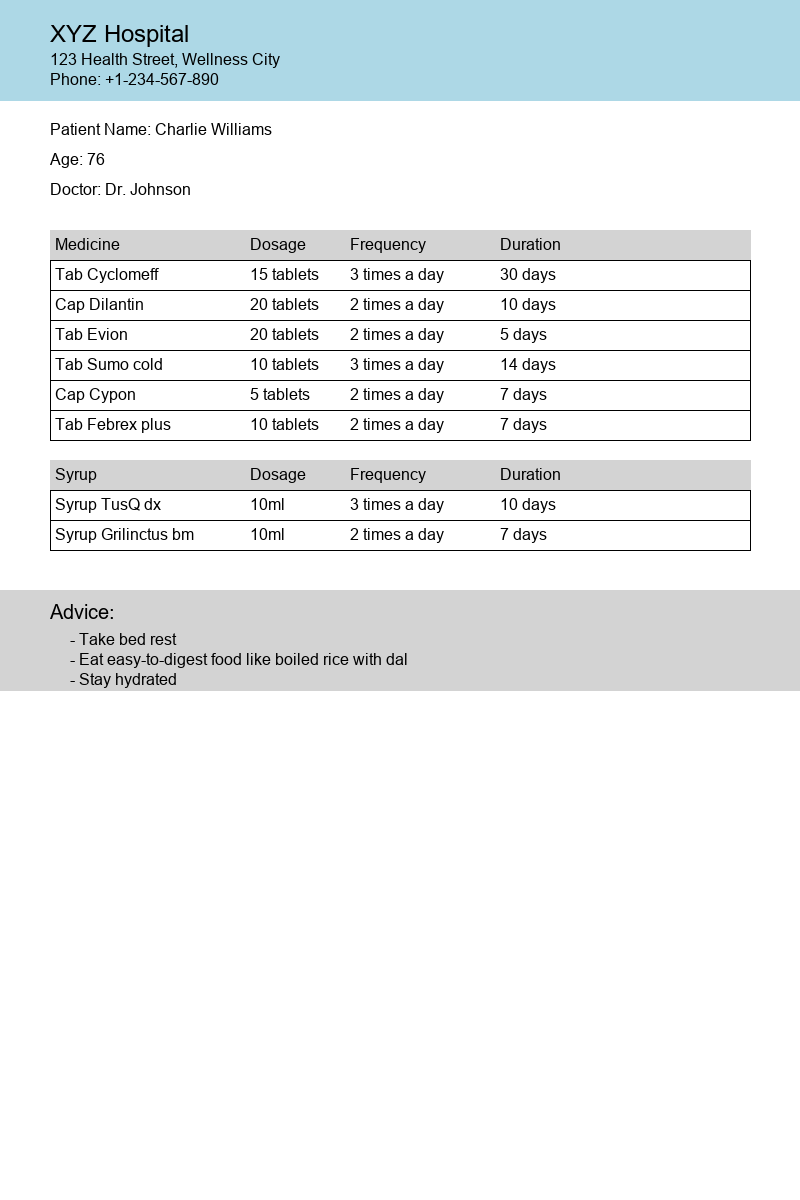 XYZ Hospital
123 Health Street, Wellness City
Phone: +1-234-567-890
Patient Name: Charlie Williams
Age: 76
Doctor: Dr. Johnson
Medicine Dosage Frequency Duration
Tab Cyclomeff 15 tablets 3 times a day 30 days
Cap Dilantin 20 tablets 2 times a day 10 days
Tab Evion 20 tablets 2 times a day 5 days
Tab Sumo cold 10 tablets 3 times a day 14 days
Cap Cypon 5 tablets 2 times a day 7 days
Tab Febrex plus 10 tablets 2 times a day 7 days
Syrup Dosage Frequency Duration
Syrup TusQ dx 10ml 3 times a day 10 days
Syrup Grilinctus bm 10ml 2 times a day 7 days
Advice:
- Take bed rest
- Eat easy-to-digest food like boiled rice with dal
- Stay hydrated